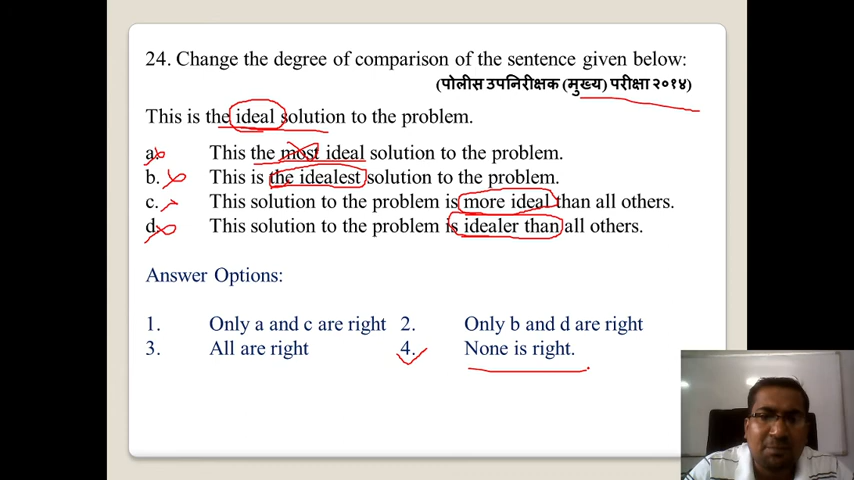 24. Change the degree of comparison of the sentence given below:
(पोलीस उपनिरीक्षक (मुख्य) परीक्षा २०१४)
This is the ideal solution to the problem.
a. This the most ideal solution to the problem.
b. This is the idealest solution to the problem.
c. This solution to the problem is more ideal than all others.
d. This solution to the problem is idealer than all others.
Answer Options:
1. Only a and c are right 2. Only b and d are right
3. All are right 4. None is right.